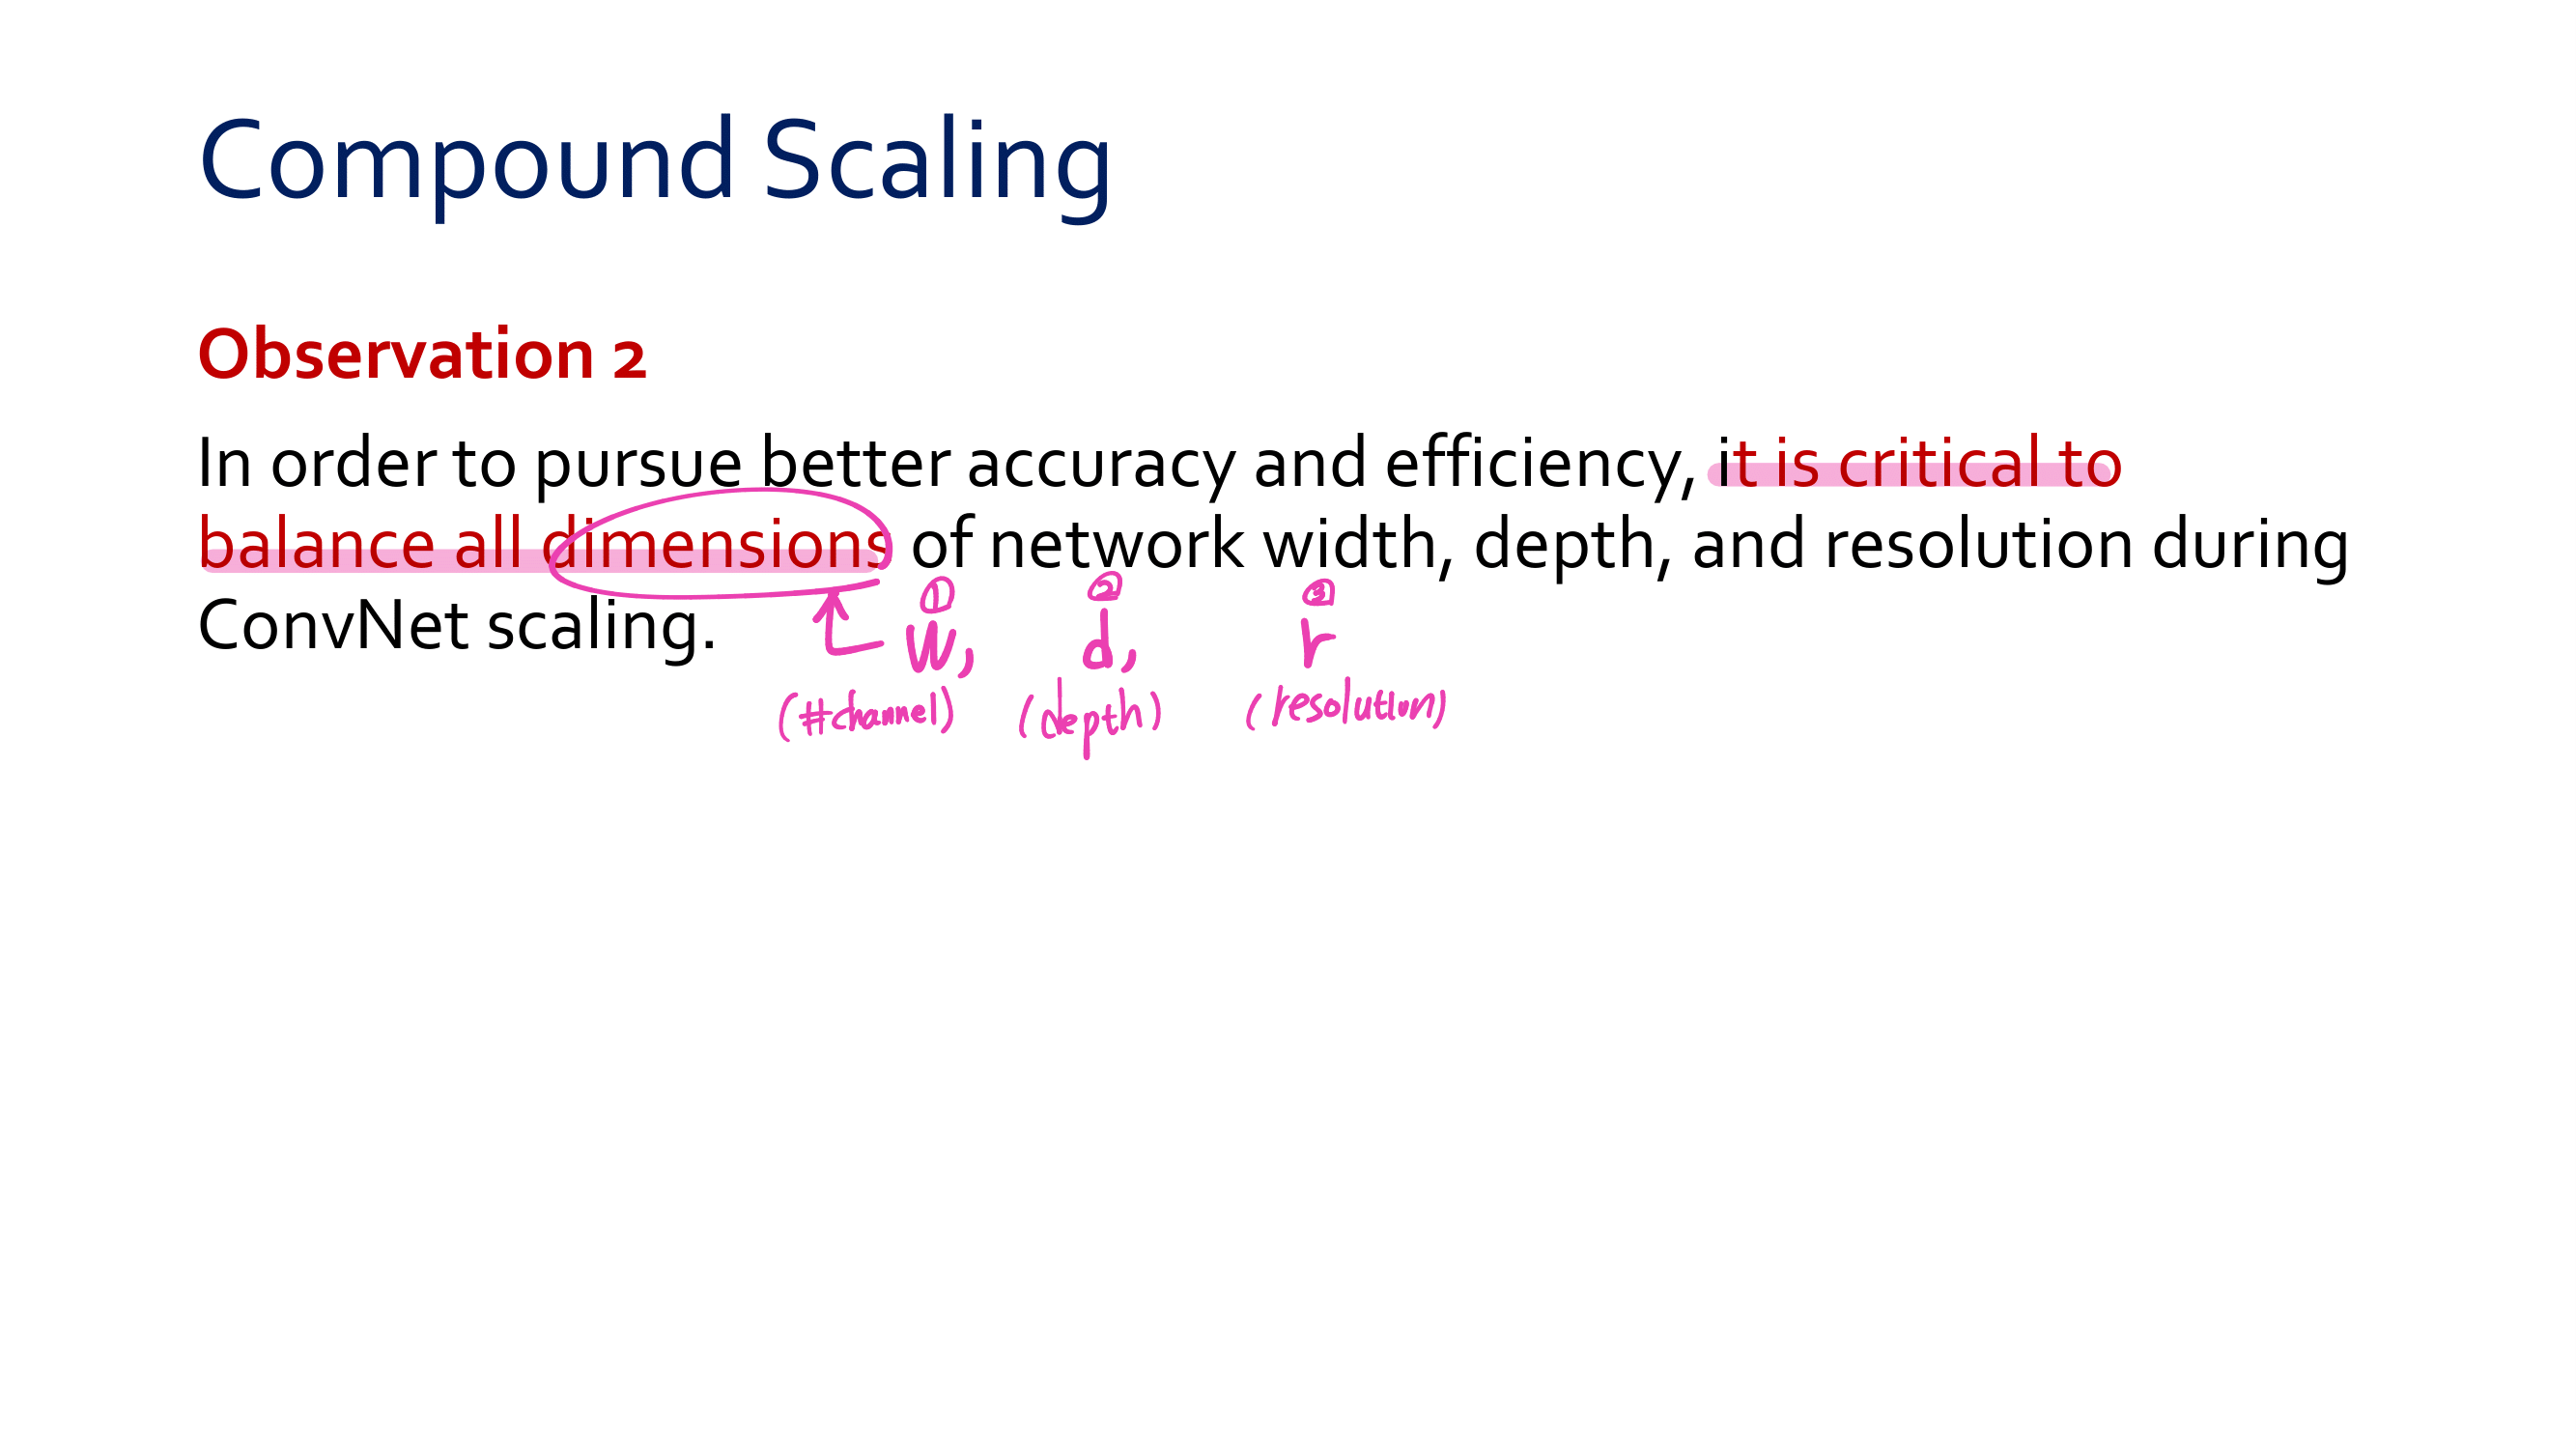 Compound Scaling
Observation 2
In order to pursue better accuracy and efficiency, it is critical to
balance all dimensions of network width, depth, and resolution during
ConvNet scaling.
① ② ③
w, d, r
(#channel) (depth) (resolution)